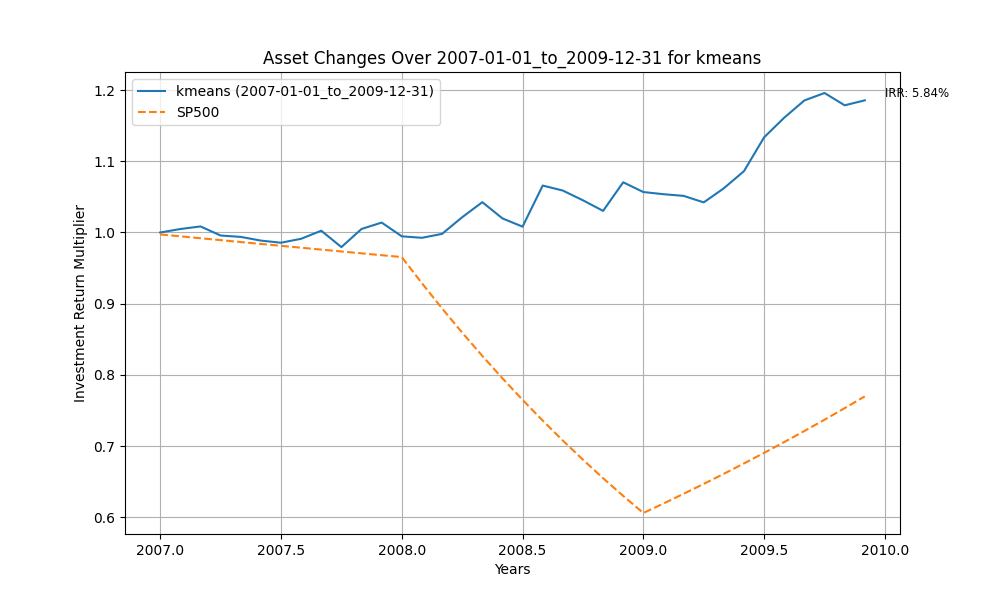 Asset Changes Over 2007-01-01_to_2009-12-31 for kmeans
kmeans (2007-01-01_to_2009-12-31)
SP500
IRR: 5.84%
Investment Return Multiplier
1.2
1.1
1.0
0.9
0.8
0.7
0.6
2007.0 2007.5 2008.0 2008.5 2009.0 2009.5 2010.0
Years